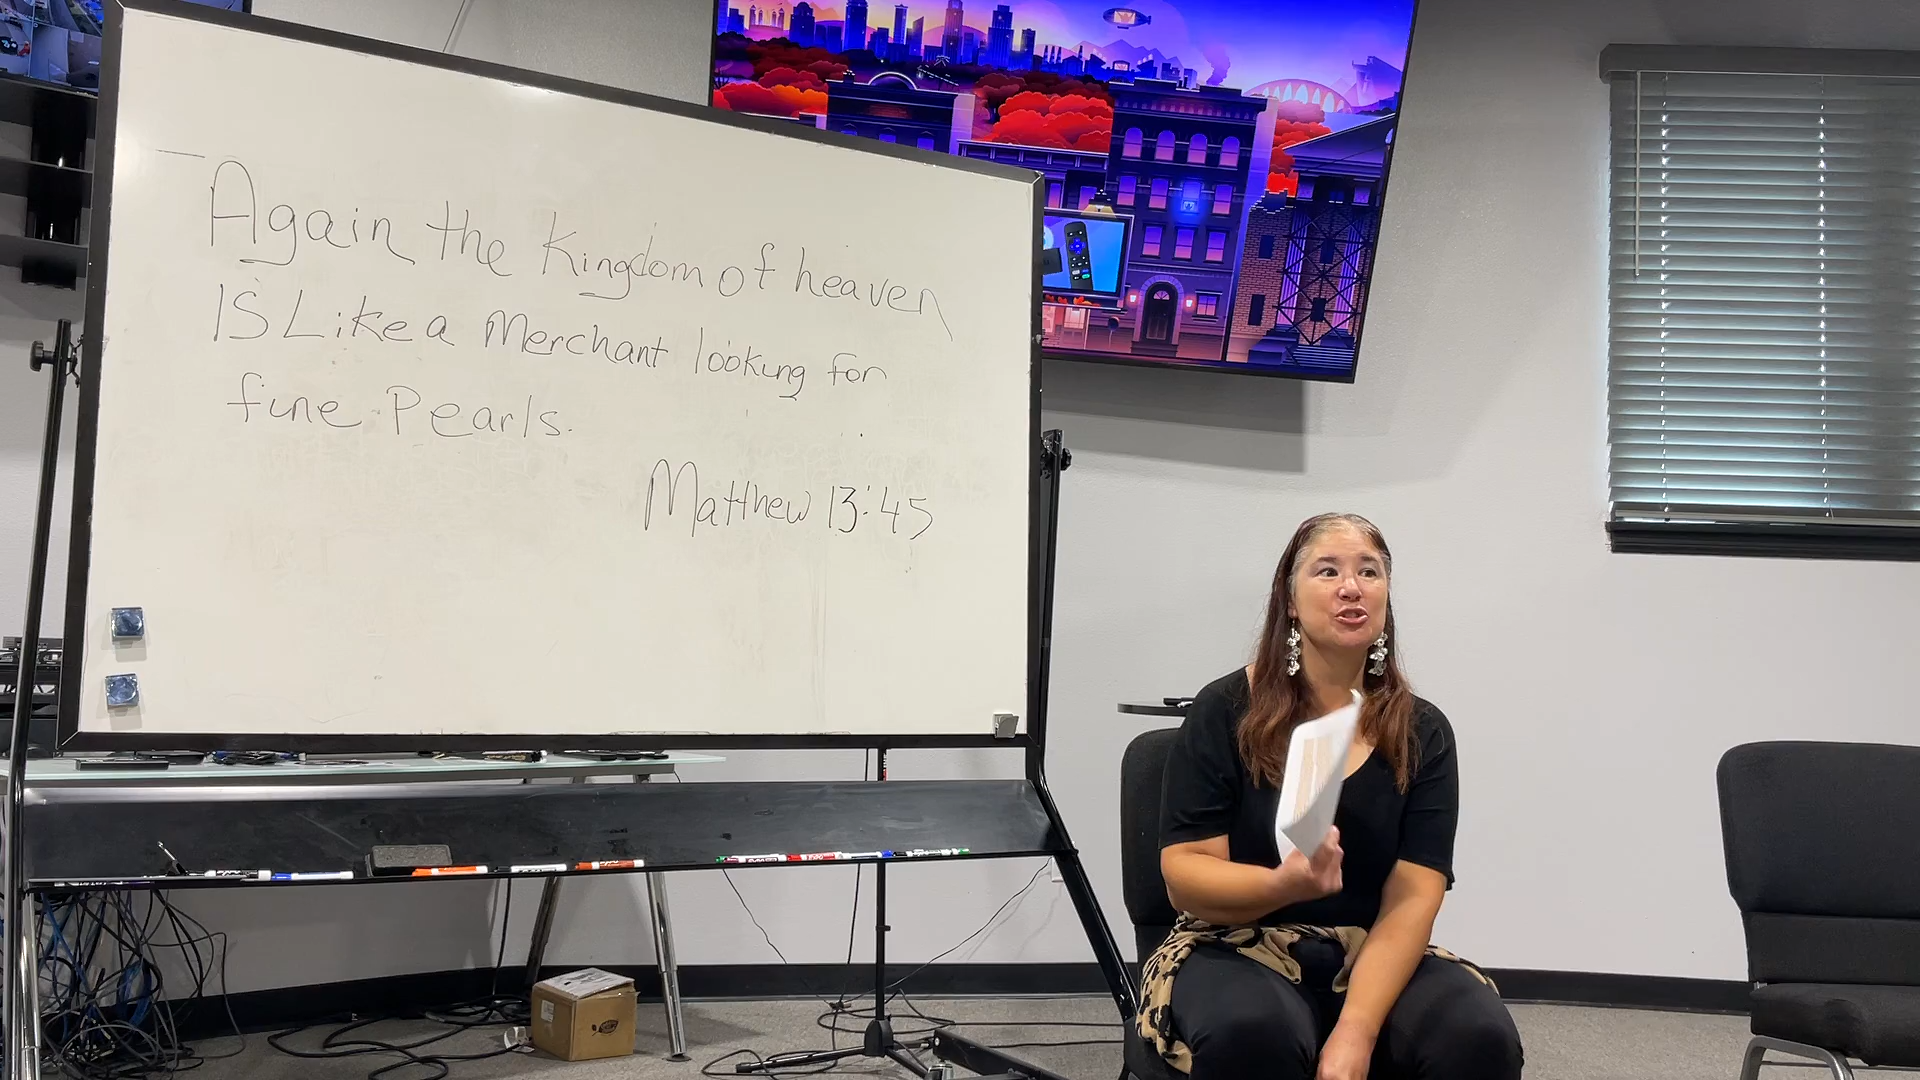 Again the Kingdom of heaven
Is Like a Merchant looking for
fine Pearls.
Matthew 13:45